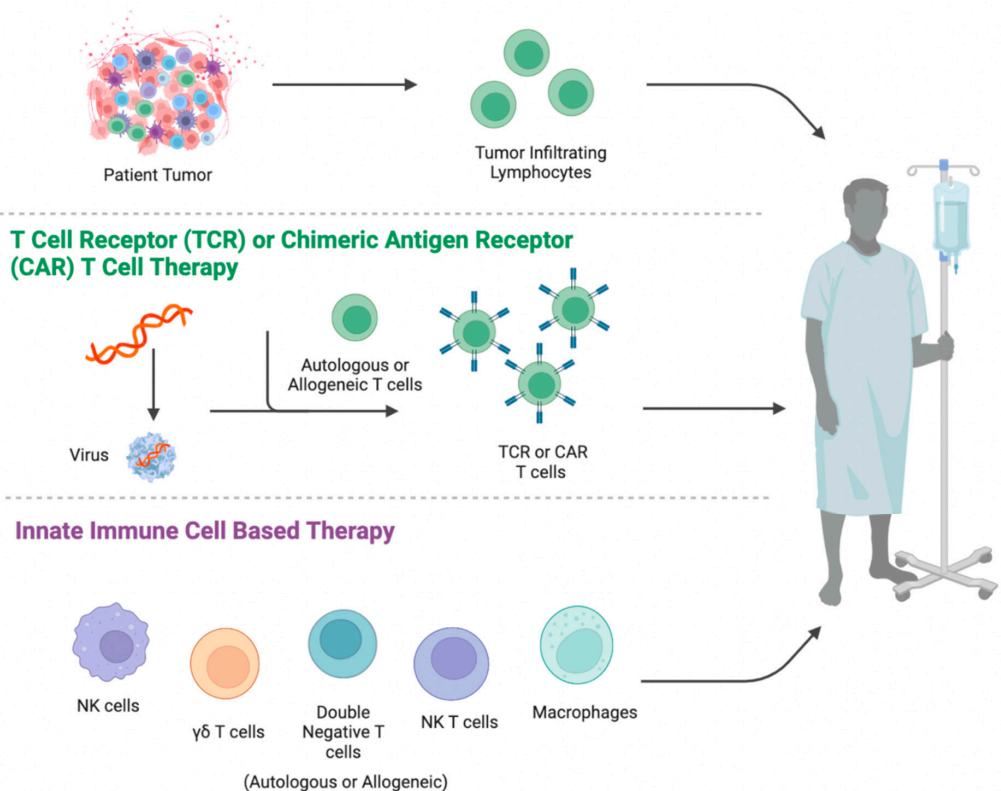 Patient Tumor
Tumor Infiltrating
Lymphocytes
T Cell Receptor (TCR) or Chimeric Antigen Receptor
(CAR) T Cell Therapy
Autologous or
Allogeneic T cells
Virus
TCR or CAR
T cells
Innate Immune Cell Based Therapy
NK cells
γδ T cells
Double
Negative T
cells
NK T cells
Macrophages
(Autologous or Allogeneic)